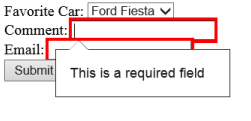 Favorite Car: Ford Fiesta
Comment:
Email:
Submit
This is a required field